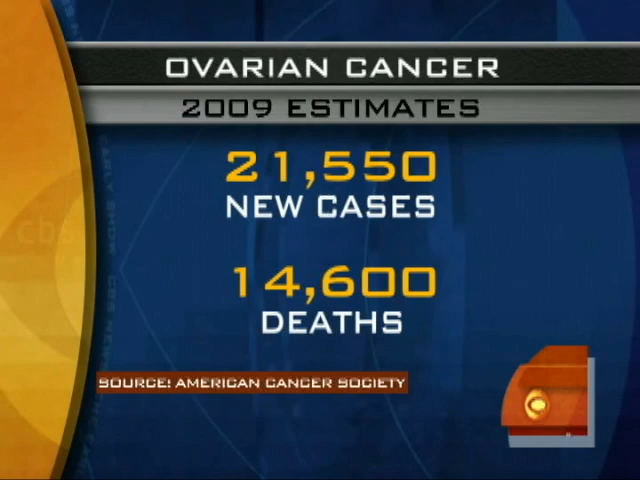 OVARIAN CANCER
2009 ESTIMATES
21,550
NEW CASES
14,600
DEATHS
SOURCE: AMERICAN CANCER SOCIETY